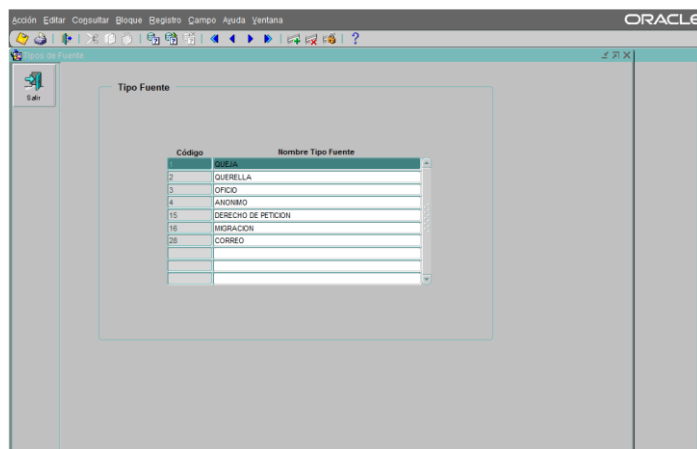 Acción Editar Consultar Bloque Registro Campo Ayuda Ventana
ORACLE
Tipos de Fuente
Salir
Tipo Fuente
Código Nombre Tipo Fuente
1 QUEJA
2 QUERELLA
3 OFICIO
4 ANONIMO
15 DERECHO DE PETICION
16 MIGRACION
28 CORREO